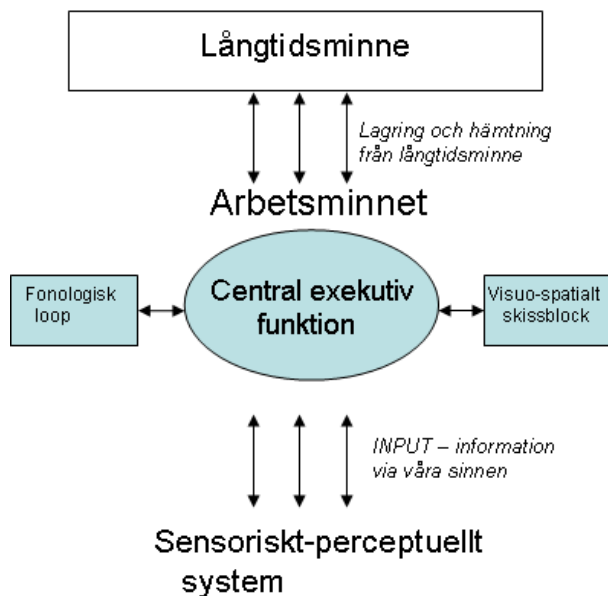 Långtidsminne
Lagring och hämtning
från långtidsminne
Arbetsminnet
Fonologisk
loop
Central exekutiv
funktion
Visuo-spatialt
skissblock
INPUT – information
via våra sinnen
Sensoriskt-perceptuellt
system